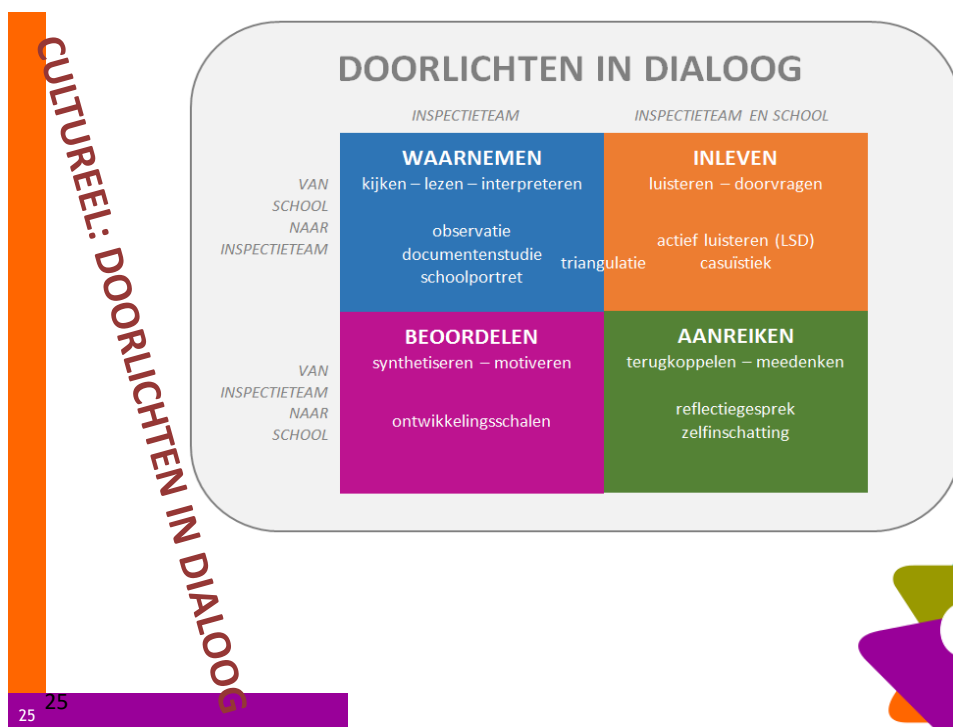 CULTUREEL: DOORLICHTEN IN DIALOOG
DOORLICHTEN IN DIALOOG
INSPECTIETEAM
INSPECTIETEAM EN SCHOOL
VAN
SCHOOL
NAAR
INSPECTIETEAM
WAARNEMEN
kijken – lezen – interpreteren
observatie
documentenstudie
schoolportret
triangulatie
INLEVEN
luisteren – doorvragen
actief luisteren (LSD)
casuïstiek
VAN
INSPECTIETEAM
NAAR
SCHOOL
BEOORDELEN
synthetiseren – motiveren
ontwikkelingsschalen
AANREIKEN
terugkoppelen – meedenken
reflectiegesprek
zelfinschatting
25
25